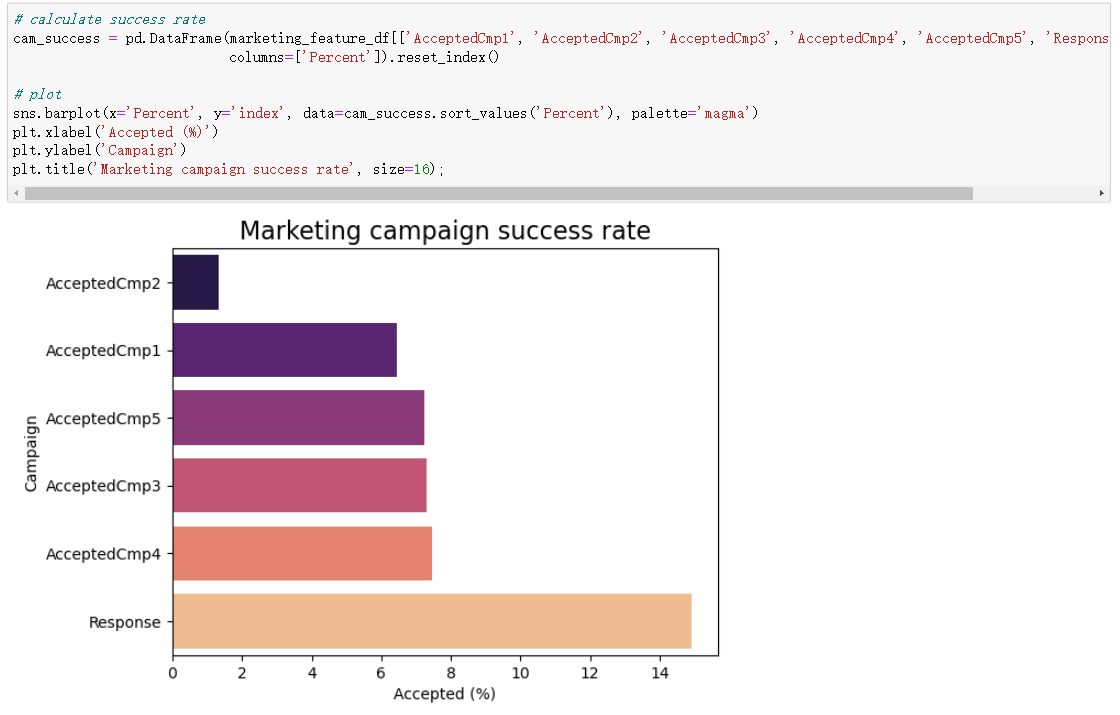 # calculate success rate
cam_success = pd.DataFrame(marketing_feature_df[['AcceptedCmp1', 'AcceptedCmp2', 'AcceptedCmp3', 'AcceptedCmp4', 'AcceptedCmp5', 'Respons
columns=['Percent']).reset_index()
# plot
sns.barplot(x='Percent', y='index', data=cam_success.sort_values('Percent'), palette='magma')
plt.xlabel('Accepted (%)')
plt.ylabel('Campaign')
plt.title('Marketing campaign success rate', size=16);
Marketing campaign success rate
AcceptedCmp2
AcceptedCmp1
AcceptedCmp5
AcceptedCmp3
AcceptedCmp4
Response
Campaign
0 2 4 6 8 10 12 14
Accepted (%)